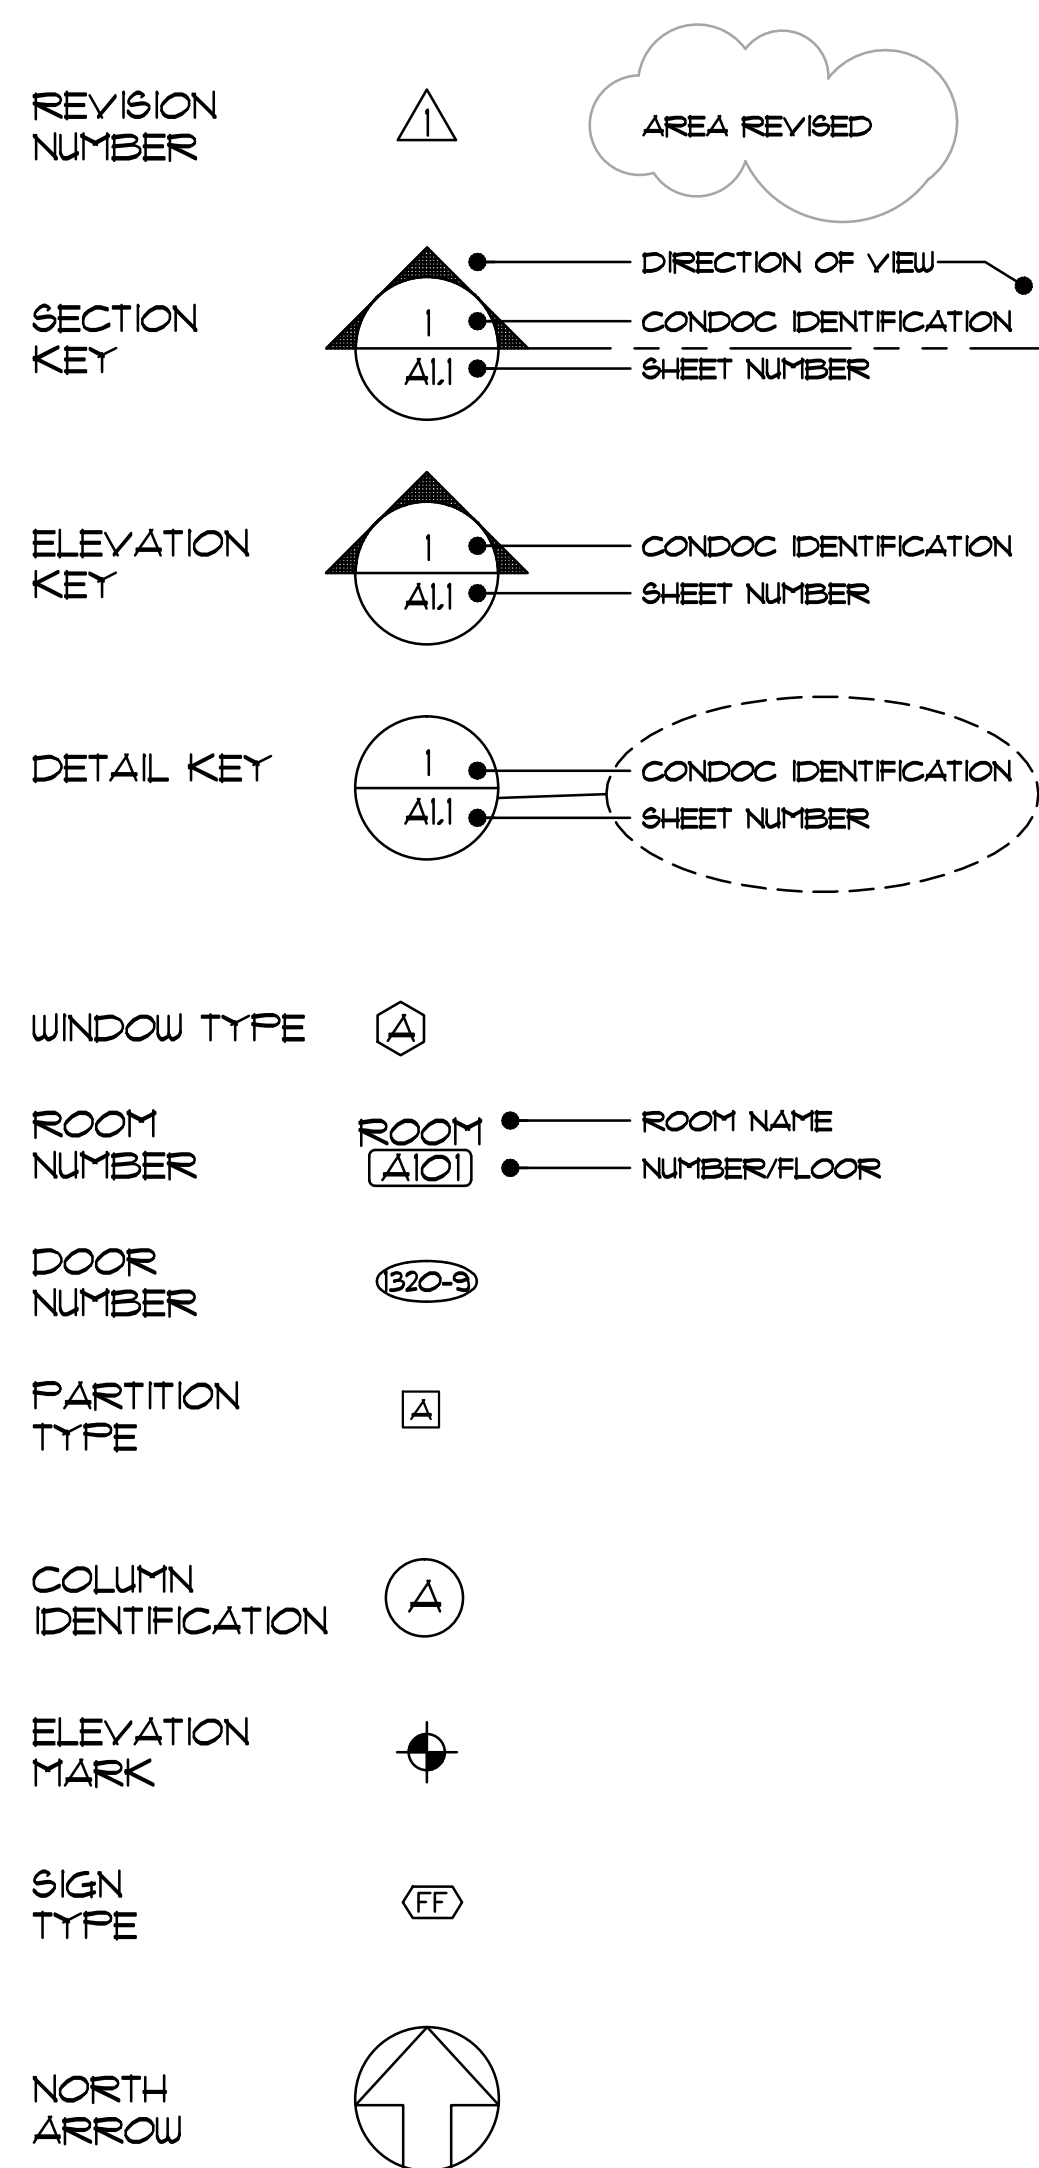 REVISION
NUMBER
1
AREA REVISED
SECTION
KEY
1
A1.1
DIRECTION OF VIEW
CONDOC IDENTIFICATION
SHEET NUMBER
ELEVATION
KEY
1
A1.1
CONDOC IDENTIFICATION
SHEET NUMBER
DETAIL KEY
1
A1.1
CONDOC IDENTIFICATION
SHEET NUMBER
WINDOW TYPE
A
ROOM
NUMBER
ROOM
A101
ROOM NAME
NUMBER/FLOOR
DOOR
NUMBER
1320-9
PARTITION
TYPE
A
COLUMN
IDENTIFICATION
A
ELEVATION
MARK
SIGN
TYPE
FF
NORTH
ARROW